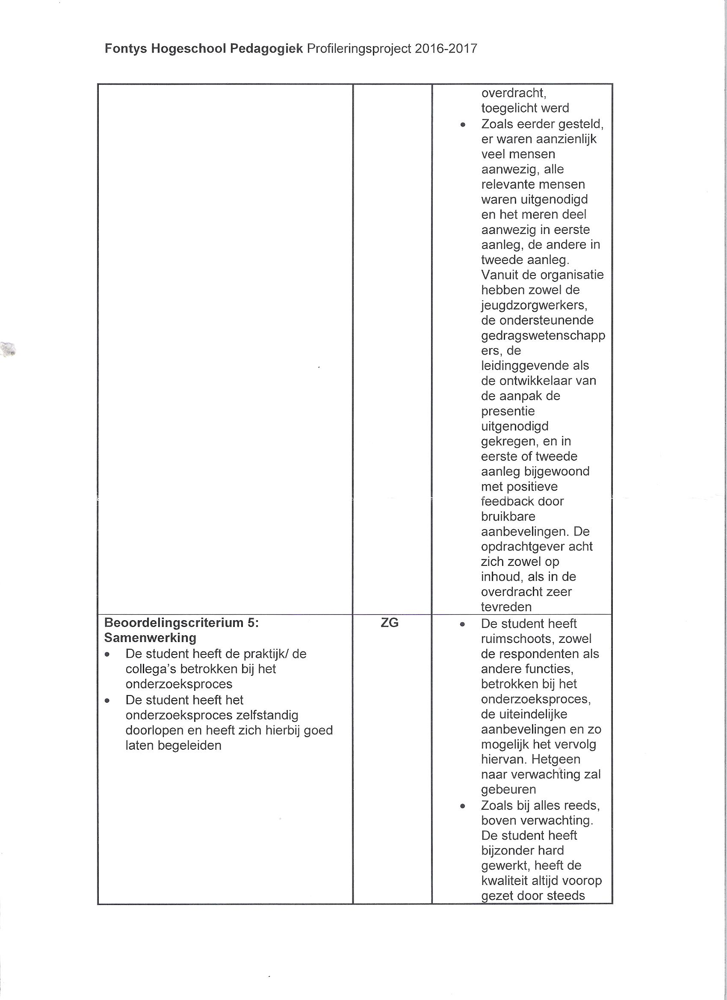 Fontys Hogeschool Pedagogiek Profileringsproject 2016-2017
overdracht,
toegelicht werd
• Zoals eerder gesteld,
er waren aanzienlijk
veel mensen
aanwezig, alle
relevante mensen
waren uitgenodigd
en het meren deel
aanwezig in eerste
aanleg, de andere in
tweede aanleg.
Vanuit de organisatie
hebben zowel de
jeugdzorgwerkers,
de ondersteunende
gedragswetenschapp
ers, de
leidinggevende als
de ontwikkelaar van
de aanpak de
presentie
uitgenodigd
gekregen, en in
eerste of tweede
aanleg bijgewoond
met positieve
feedback door
bruikbare
aanbevelingen. De
opdrachtgever acht
zich zowel op
inhoud, als in de
overdracht zeer
tevreden
Beoordelingscriterium 5:
Samenwerking
• De student heeft de praktijk/ de
collega's betrokken bij het
onderzoeksproces
• De student heeft het
onderzoeksproces zelfstandig
doorlopen en heeft zich hierbij goed
laten begeleiden
ZG
• De student heeft
ruimschoots, zowel
de respondenten als
andere functies,
betrokken bij het
onderzoeksproces,
de uiteindelijke
aanbevelingen en zo
mogelijk het vervolg
hiervan. Hetgeen
naar verwachting zal
gebeuren
• Zoals bij alles reeds,
boven verwachting.
De student heeft
bijzonder hard
gewerkt, heeft de
kwaliteit altijd voorop
gezet door steeds